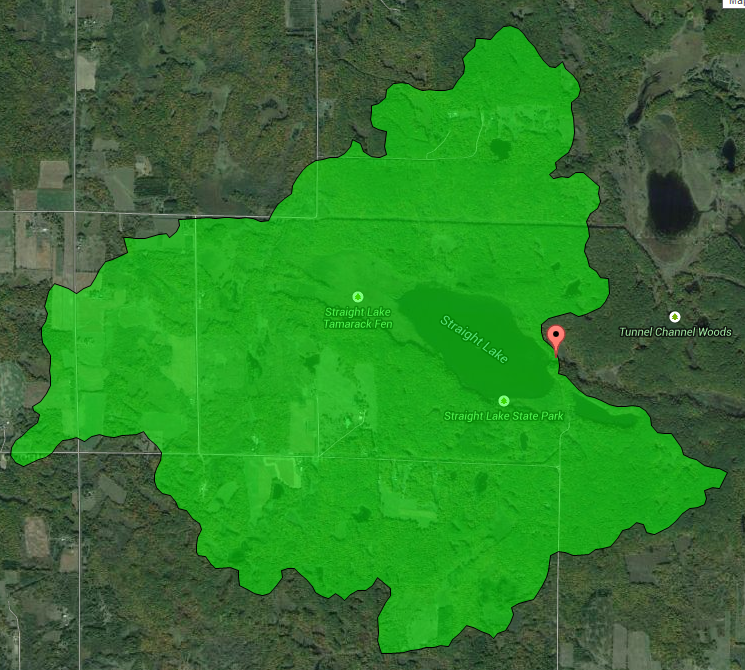 Straight Lake
Tamarack Fen
Straight Lake
Tunnel Channel Woods
Straight Lake State Park